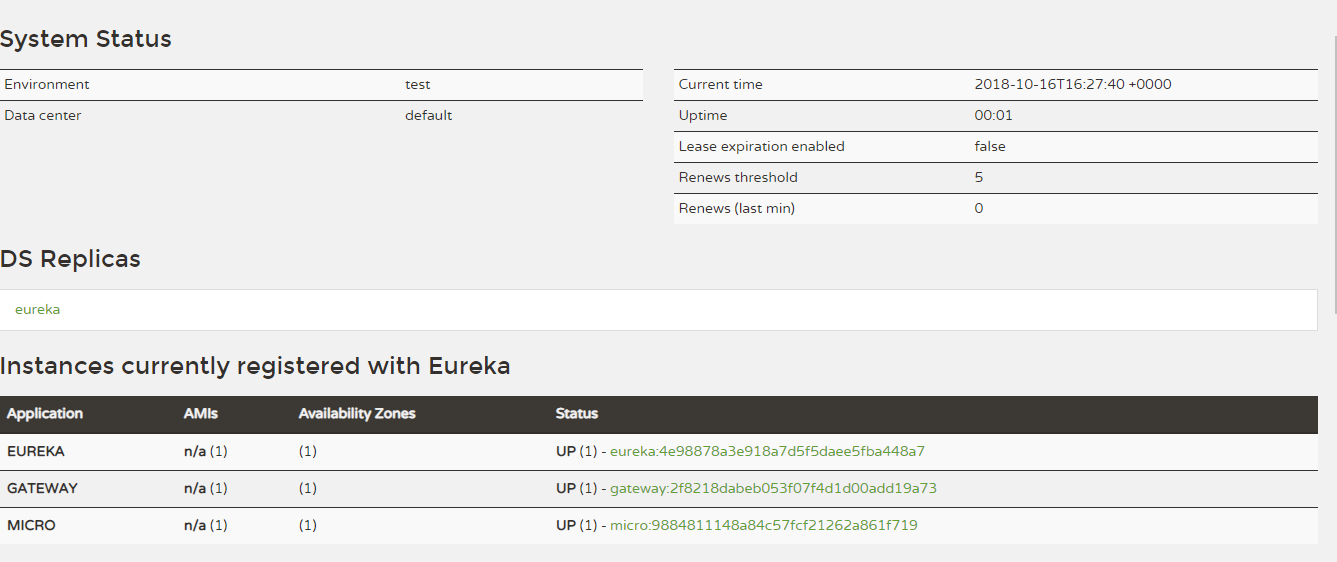 System Status
Environment test
Data center default
Current time 2018-10-16T16:27:40 +0000
Uptime 00:01
Lease expiration enabled false
Renews threshold 5
Renews (last min) 0
DS Replicas
eureka
Instances currently registered with Eureka
Application AMIs Availability Zones Status
EUREKA n/a (1) (1) UP (1) - eureka:4e98878a3e918a7d5f5daee5fba448a7
GATEWAY n/a (1) (1) UP (1) - gateway:2f8218dabeb053f07f4d1d00add19a73
MICRO n/a (1) (1) UP (1) - micro:9884811148a84c57fcf21262a861f719